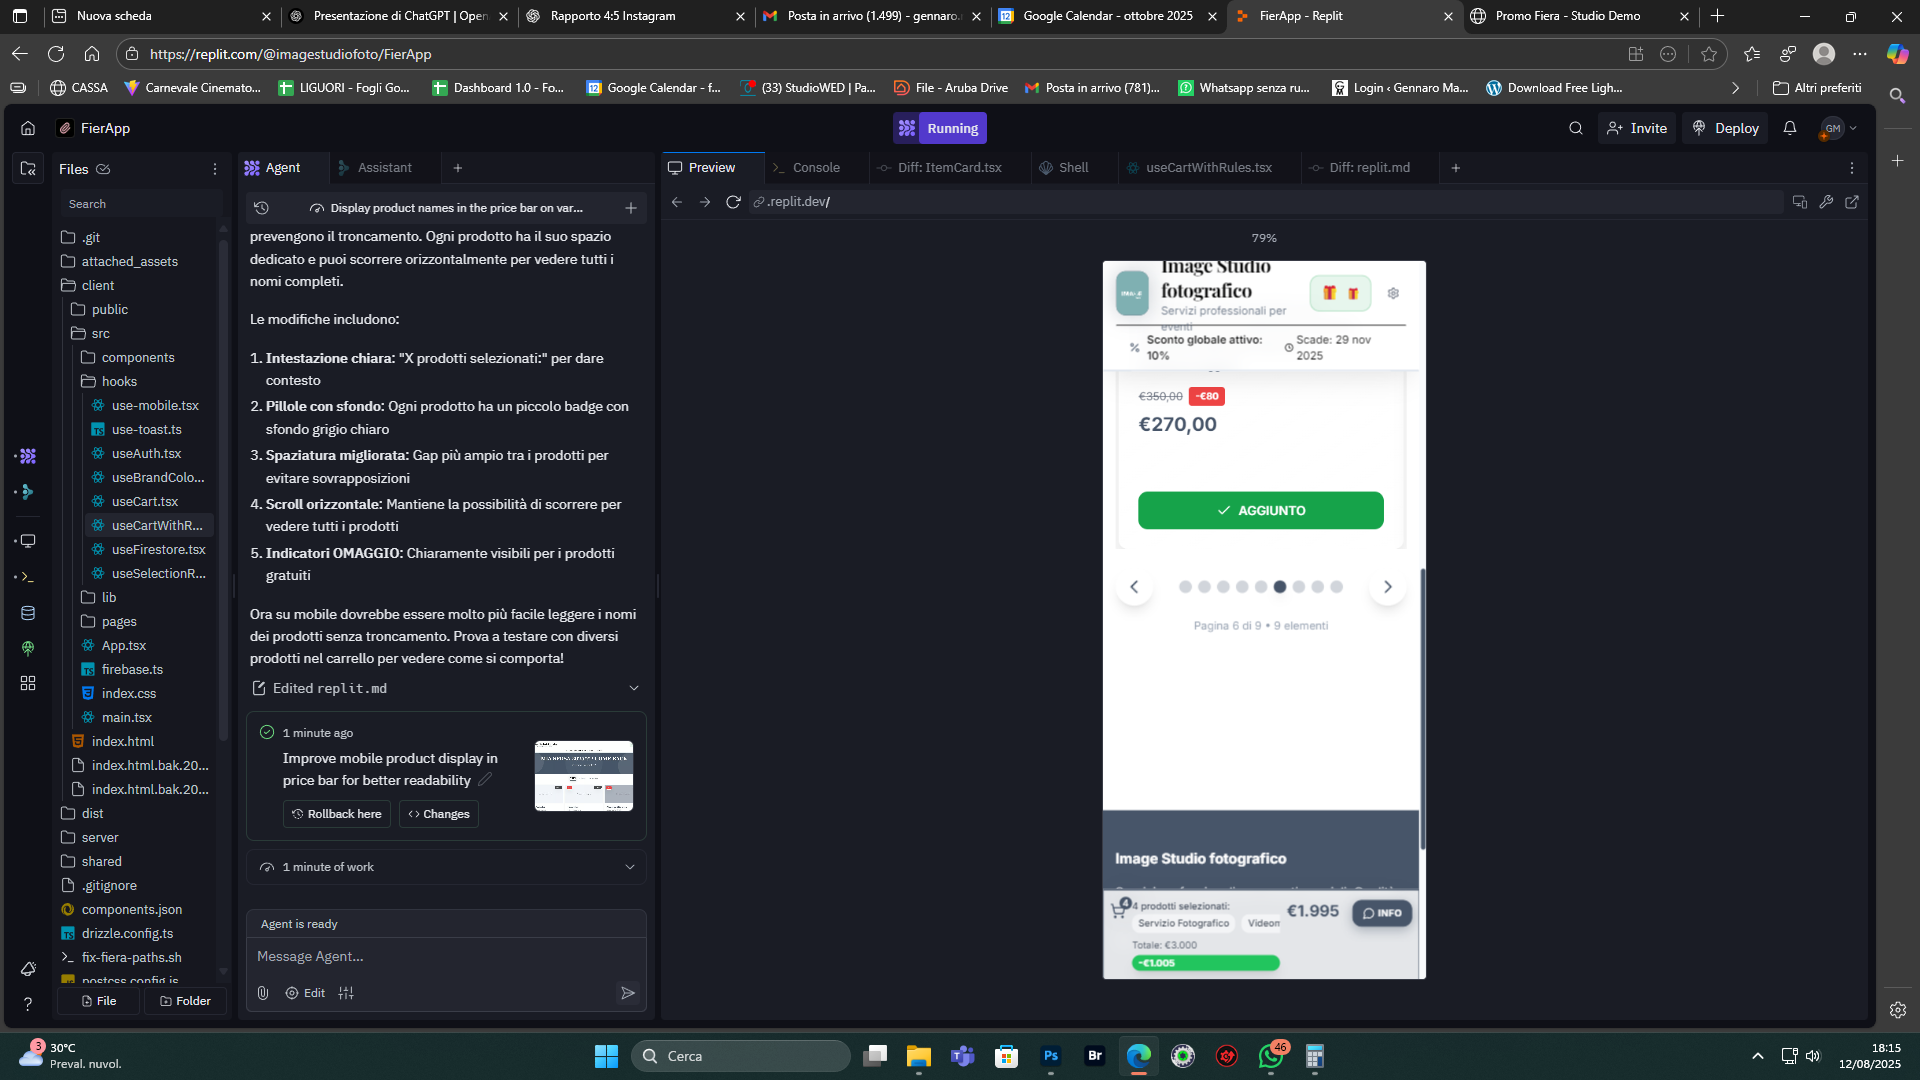 Nuova scheda
Presentazione di ChatGPT | Open
Rapporto 4:5 Instagram
Posta in arrivo (1.499) - gennaro.r
Google Calendar - ottobre 2025
FierApp - Replit
Promo Fiera - Studio Demo
https://replit.com/@imagestudiofoto/FierApp
CASSA
Carnevale Cinemato...
LIGUORI - Fogli Go...
Dashboard 1.0 - Fo...
Google Calendar - f...
(33) StudioWED | Pa...
File - Aruba Drive
Posta in arrivo (781)...
Whatsapp senza ru...
Login ‹ Gennaro Ma...
Download Free Ligh...
Altri preferiti
FierApp
Running
Invite
Deploy
GM
Files
Agent
Assistant
Preview
Console
Diff: ItemCard.tsx
Shell
useCartWithRules.tsx
Diff: replit.md
Search
.git
attached_assets
client
public
src
components
hooks
use-mobile.tsx
use-toast.ts
useAuth.tsx
useBrandColo...
useCart.tsx
useCartWithR...
useFirestore.tsx
useSelectionR...
lib
pages
App.tsx
firebase.ts
index.css
main.tsx
index.html
index.html.bak.20...
index.html.bak.20...
dist
server
shared
.gitignore
components.json
drizzle.config.ts
fix-fiera-paths.sh
postcss.config.js
File
Folder
Display product names in the price bar on var...
prevengono il troncamento. Ogni prodotto ha il suo spazio
dedicato e puoi scorrere orizzontalmente per vedere tutti i
nomi completi.
Le modifiche includono:
1. Intestazione chiara: "X prodotti selezionati:" per dare
contesto
2. Pillole con sfondo: Ogni prodotto ha un piccolo badge con
sfondo grigio chiaro
3. Spaziatura migliorata: Gap più ampio tra i prodotti per
evitare sovrapposizioni
4. Scroll orizzontale: Mantiene la possibilità di scorrere per
vedere tutti i prodotti
5. Indicatori OMAGGIO: Chiaramente visibili per i prodotti
gratuiti
Ora su mobile dovrebbe essere molto più facile leggere i nomi
dei prodotti senza troncamento. Prova a testare con diversi
prodotti nel carrello per vedere come si comporta!
Edited replit.md
1 minute ago
Improve mobile product display in
price bar for better readability
Rollback here
Changes
1 minute of work
Agent is ready
Message Agent...
Edit
.replit.dev/
79%
Image Studio
fotografico
Servizi professionali per
eventi
Sconto globale attivo:
10%
Scade: 29 nov
2025
€350,00
-€80
€270,00
AGGIUNTO
Pagina 6 di 9 • 9 elementi
Image Studio fotografico
4
4 prodotti selezionati:
Servizio Fotografico
Videom
€1.995
INFO
Totale: €3.000
-€1.005
3
30°C
Preval. nuvol.
Cerca
Ps
Br
46
18:15
12/08/2025